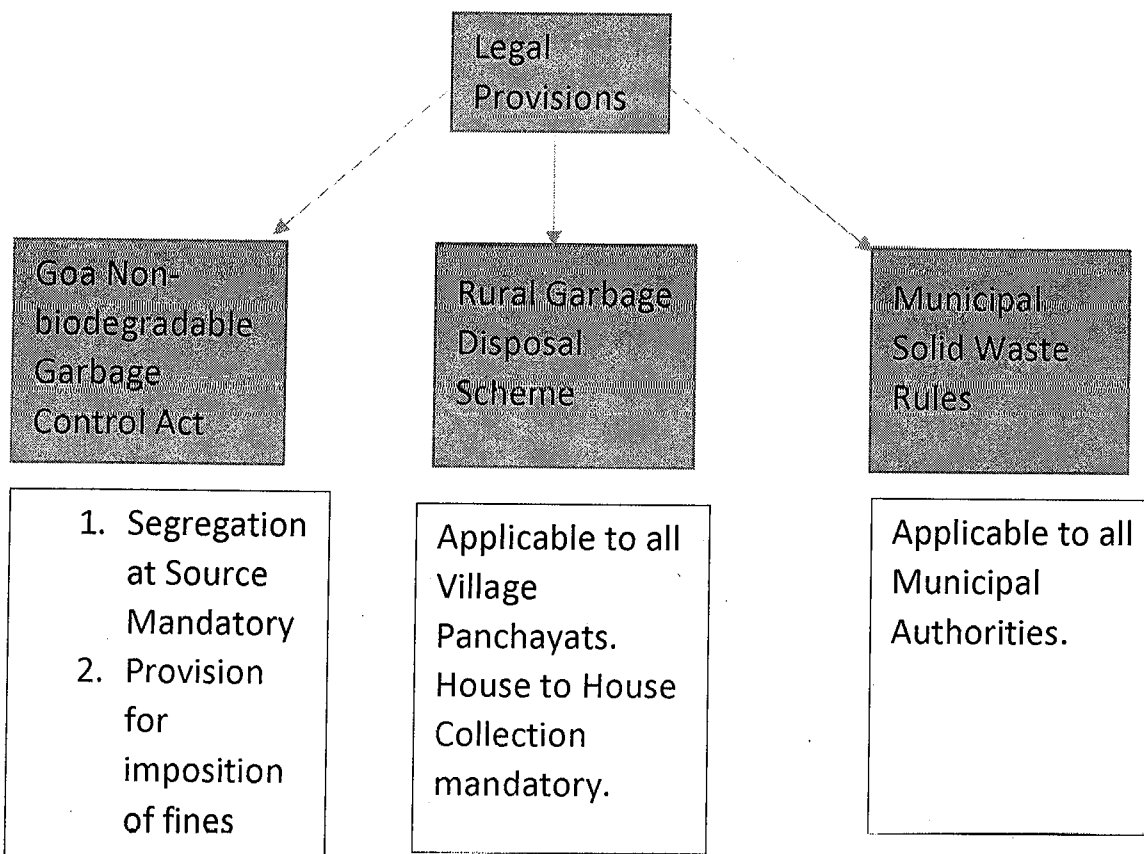 Legal
Provisions
Goa Non-
biodegradable
Garbage
Control Act
Rural Garbage
Disposal
Scheme
Municipal
Solid Waste
Rules
1. Segregation
at Source
Mandatory
2. Provision
for
imposition
of fines
Applicable to all
Village
Panchayats.
House to House
Collection
mandatory.
Applicable to all
Municipal
Authorities.